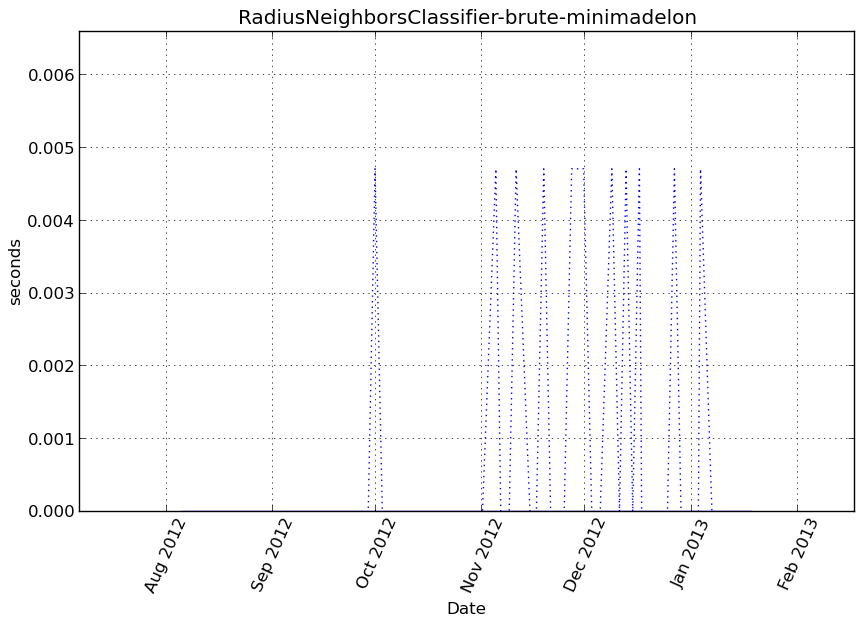 RadiusNeighborsClassifier-brute-minimadelon
0.006
0.005
0.004
0.003
0.002
0.001
0.000
seconds
Aug 2012
Sep 2012
Oct 2012
Nov 2012
Dec 2012
Jan 2013
Feb 2013
Date